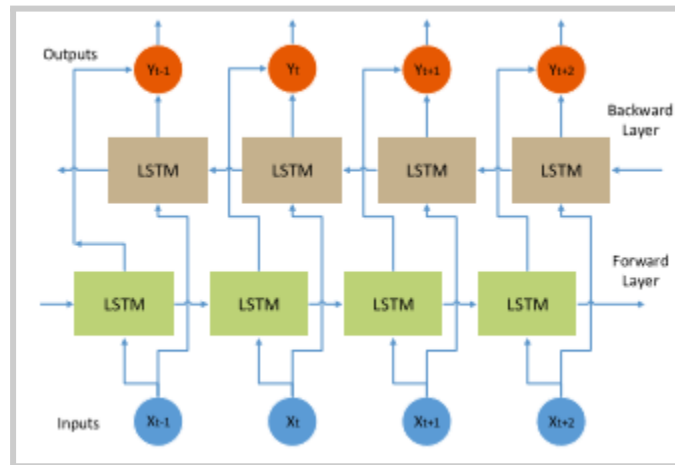 Outputs
Yt-1
Yt
Yt+1
Yt+2
Backward
Layer
LSTM
LSTM
LSTM
LSTM
Forward
Layer
LSTM
LSTM
LSTM
LSTM
Inputs
Xt-1
Xt
Xt+1
Xt+2